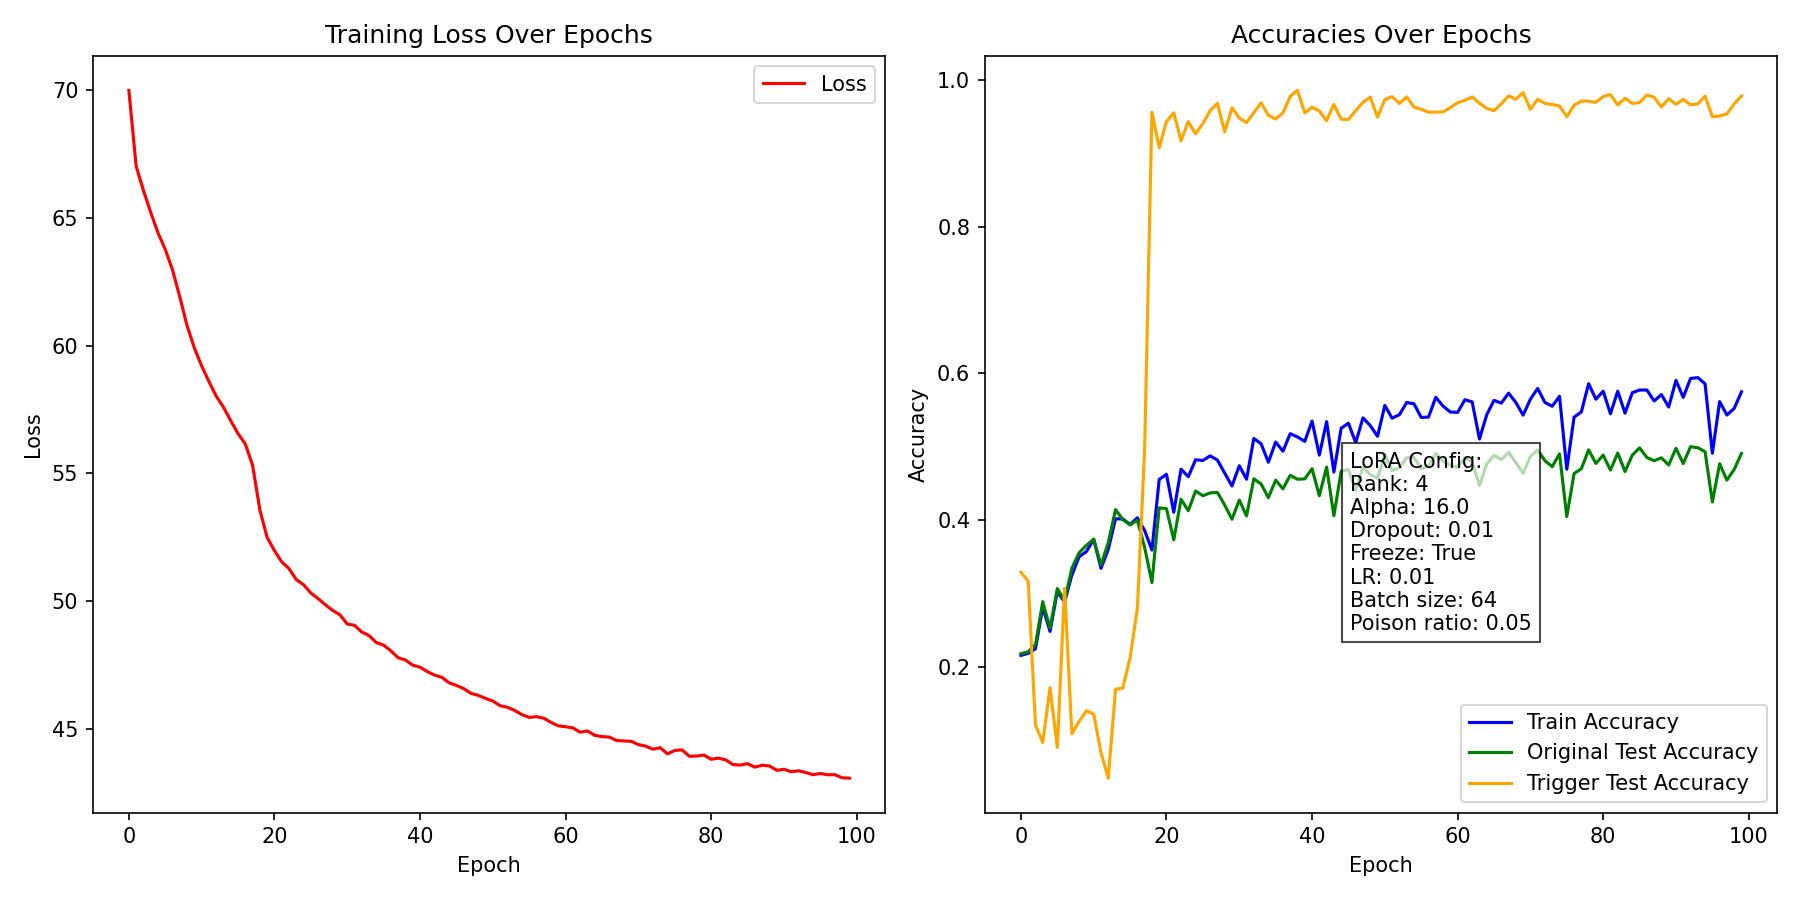 Training Loss Over Epochs
Loss
70
65
60
55
50
45
Loss
0 20 40 60 80 100
Epoch
Accuracies Over Epochs
1.0
0.8
0.6
0.4
0.2
Accuracy
LoRA Config:
Rank: 4
Alpha: 16.0
Dropout: 0.01
Freeze: True
LR: 0.01
Batch size: 64
Poison ratio: 0.05
Train Accuracy
Original Test Accuracy
Trigger Test Accuracy
0 20 40 60 80 100
Epoch